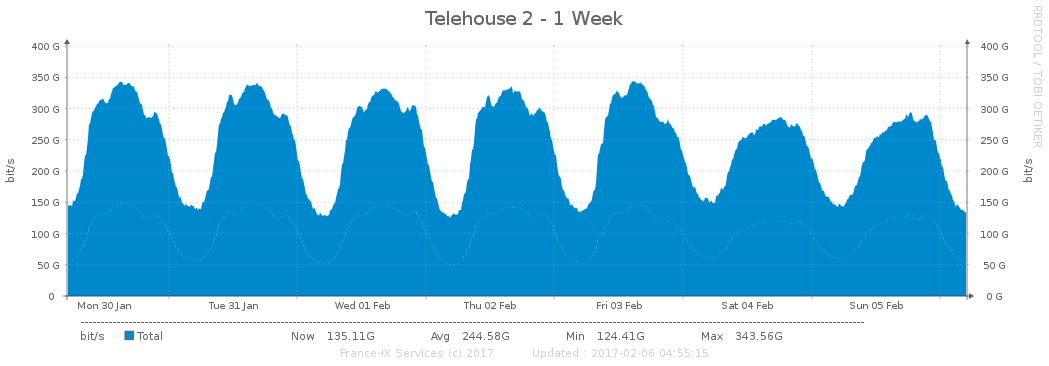 Telehouse 2 - 1 Week
RRDTOOL / TOBI OETIKER
bit/s
400 G
350 G
300 G
250 G
200 G
150 G
100 G
50 G
0
400 G
350 G
300 G
250 G
200 G
150 G
100 G
50 G
0 G
bit/s
Mon 30 Jan Tue 31 Jan Wed 01 Feb Thu 02 Feb Fri 03 Feb Sat 04 Feb Sun 05 Feb
bit/s Total Now 135.11G Avg 244.58G Min 124.41G Max 343.56G
France-IX Services (c) 2017 Updated : 2017-02-06 04:55:15